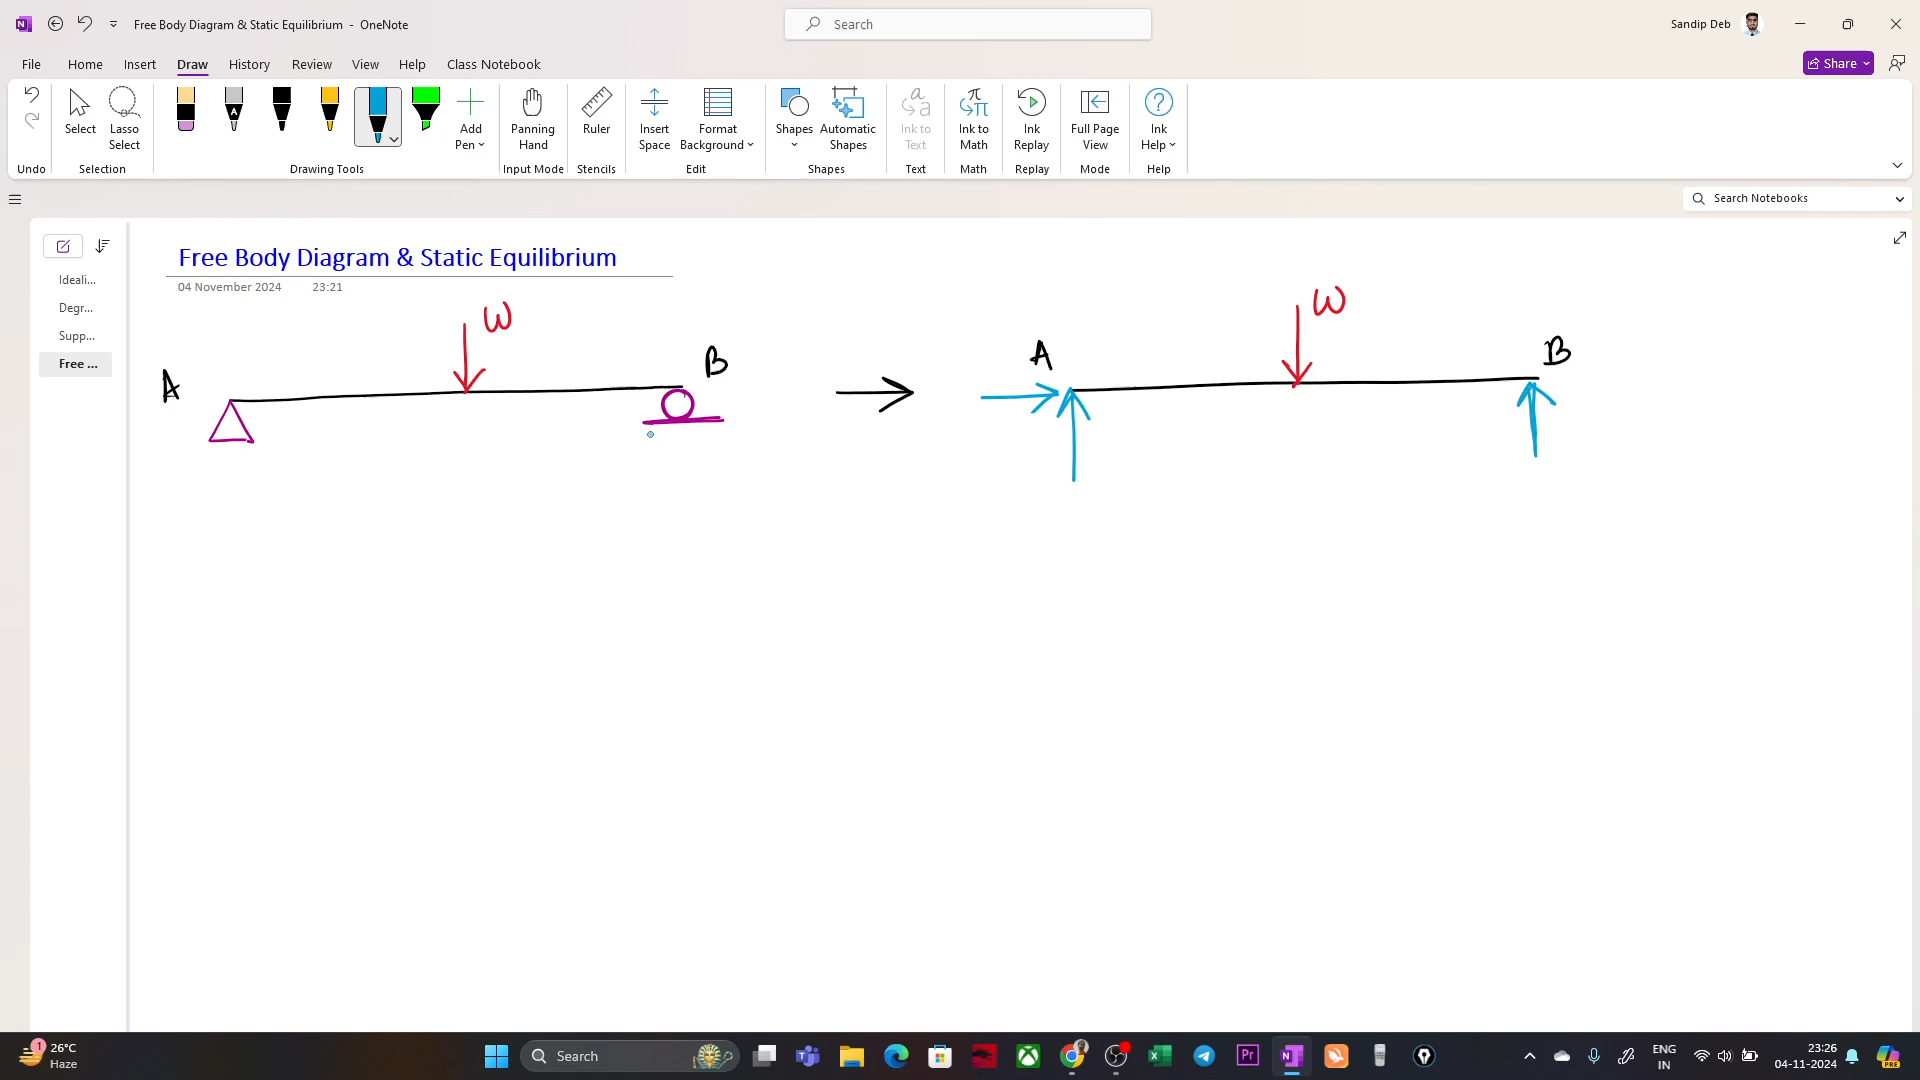 Free Body Diagram & Static Equilibrium - OneNote
Search
Sandip Deb
File Home Insert Draw History Review View Help Class Notebook
Share
Undo
Select
Lasso Select
Selection
Drawing Tools
Add Pen
Panning Hand
Input Mode
Ruler
Stencils
Insert Space
Format Background
Edit
Shapes
Automatic Shapes
Shapes
Ink to Text
Text
Ink to Math
Math
Ink Replay
Replay
Full Page View
Mode
Ink Help
Help
Search Notebooks
Ideali...
Degr...
Supp...
Free ...
Free Body Diagram & Static Equilibrium
04 November 2024 23:21
W
A
B
W
A
B
1
26°C
Haze
Search
ENG
IN
23:26
04-11-2024